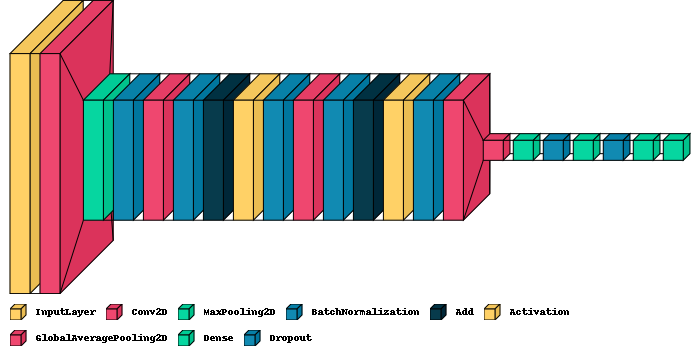 InputLayer Conv2D MaxPooling2D BatchNormalization Add Activation
GlobalAveragePooling2D Dense Dropout